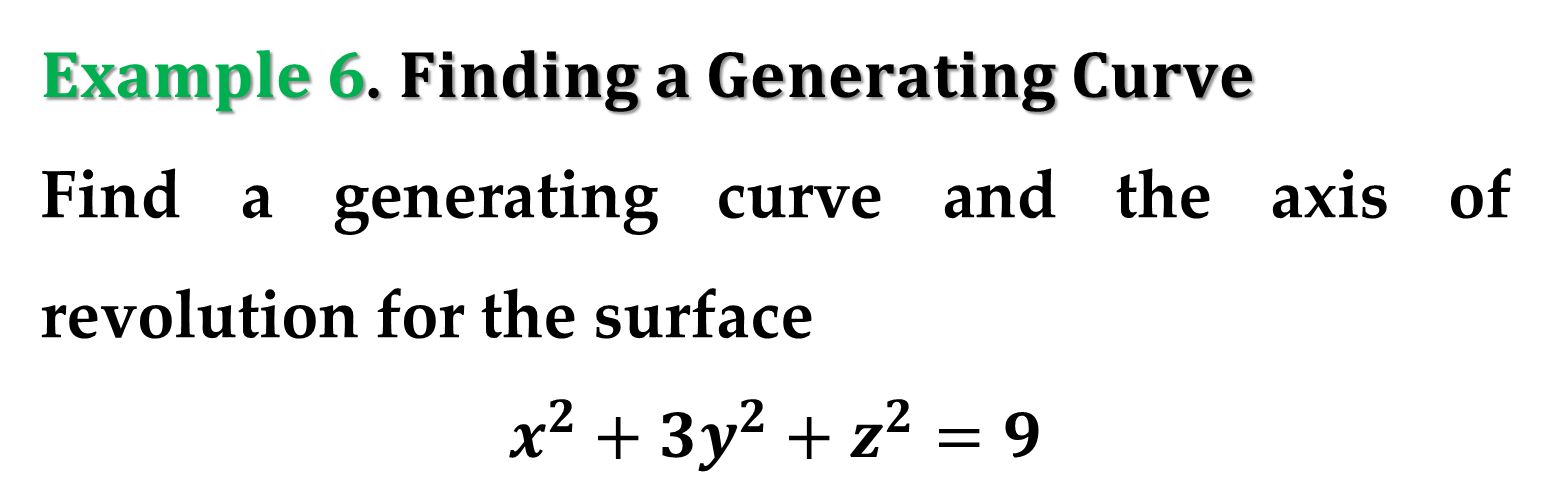 Example 6. Finding a Generating Curve
Find a generating curve and the axis of
revolution for the surface
x² + 3y² + z² = 9